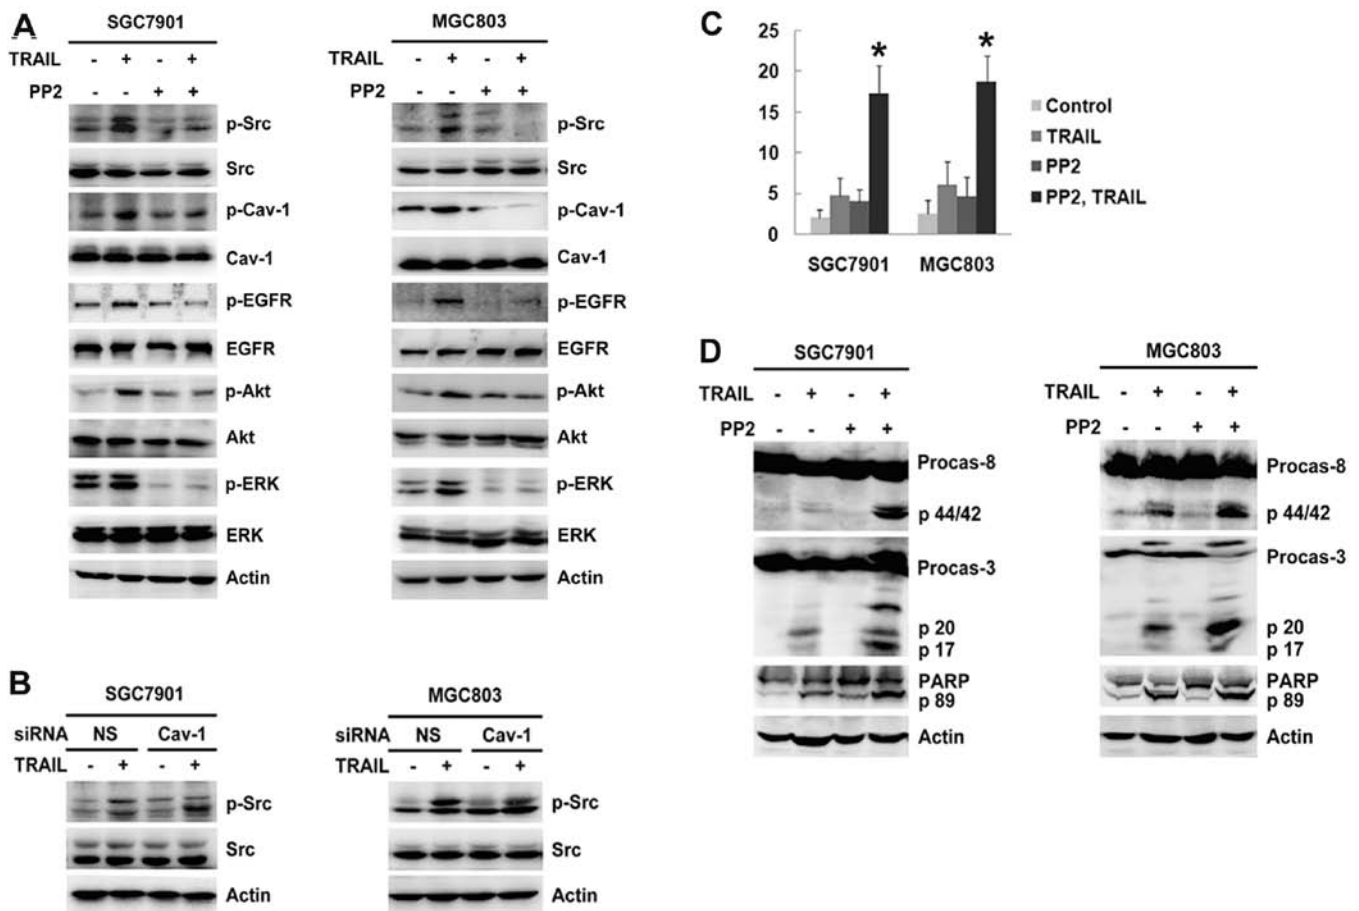 A
SGC7901
TRAIL - + - +
PP2 - - + +
p-Src
Src
p-Cav-1
Cav-1
p-EGFR
EGFR
p-Akt
Akt
p-ERK
ERK
Actin
MGC803
TRAIL - + - +
PP2 - - + +
p-Src
Src
p-Cav-1
Cav-1
p-EGFR
EGFR
p-Akt
Akt
p-ERK
ERK
Actin
B
SGC7901
siRNA NS Cav-1
TRAIL - + - +
p-Src
Src
Actin
MGC803
siRNA NS Cav-1
TRAIL - + - +
p-Src
Src
Actin
C
25
20
15
10
5
0
* *
SGC7901 MGC803
Control
TRAIL
PP2
PP2, TRAIL
D
SGC7901
TRAIL - + - +
PP2 - - + +
Procas-8
p 44/42
Procas-3
p 20
p 17
PARP
p 89
Actin
MGC803
TRAIL - + - +
PP2 - - + +
Procas-8
p 44/42
Procas-3
p 20
p 17
PARP
p 89
Actin